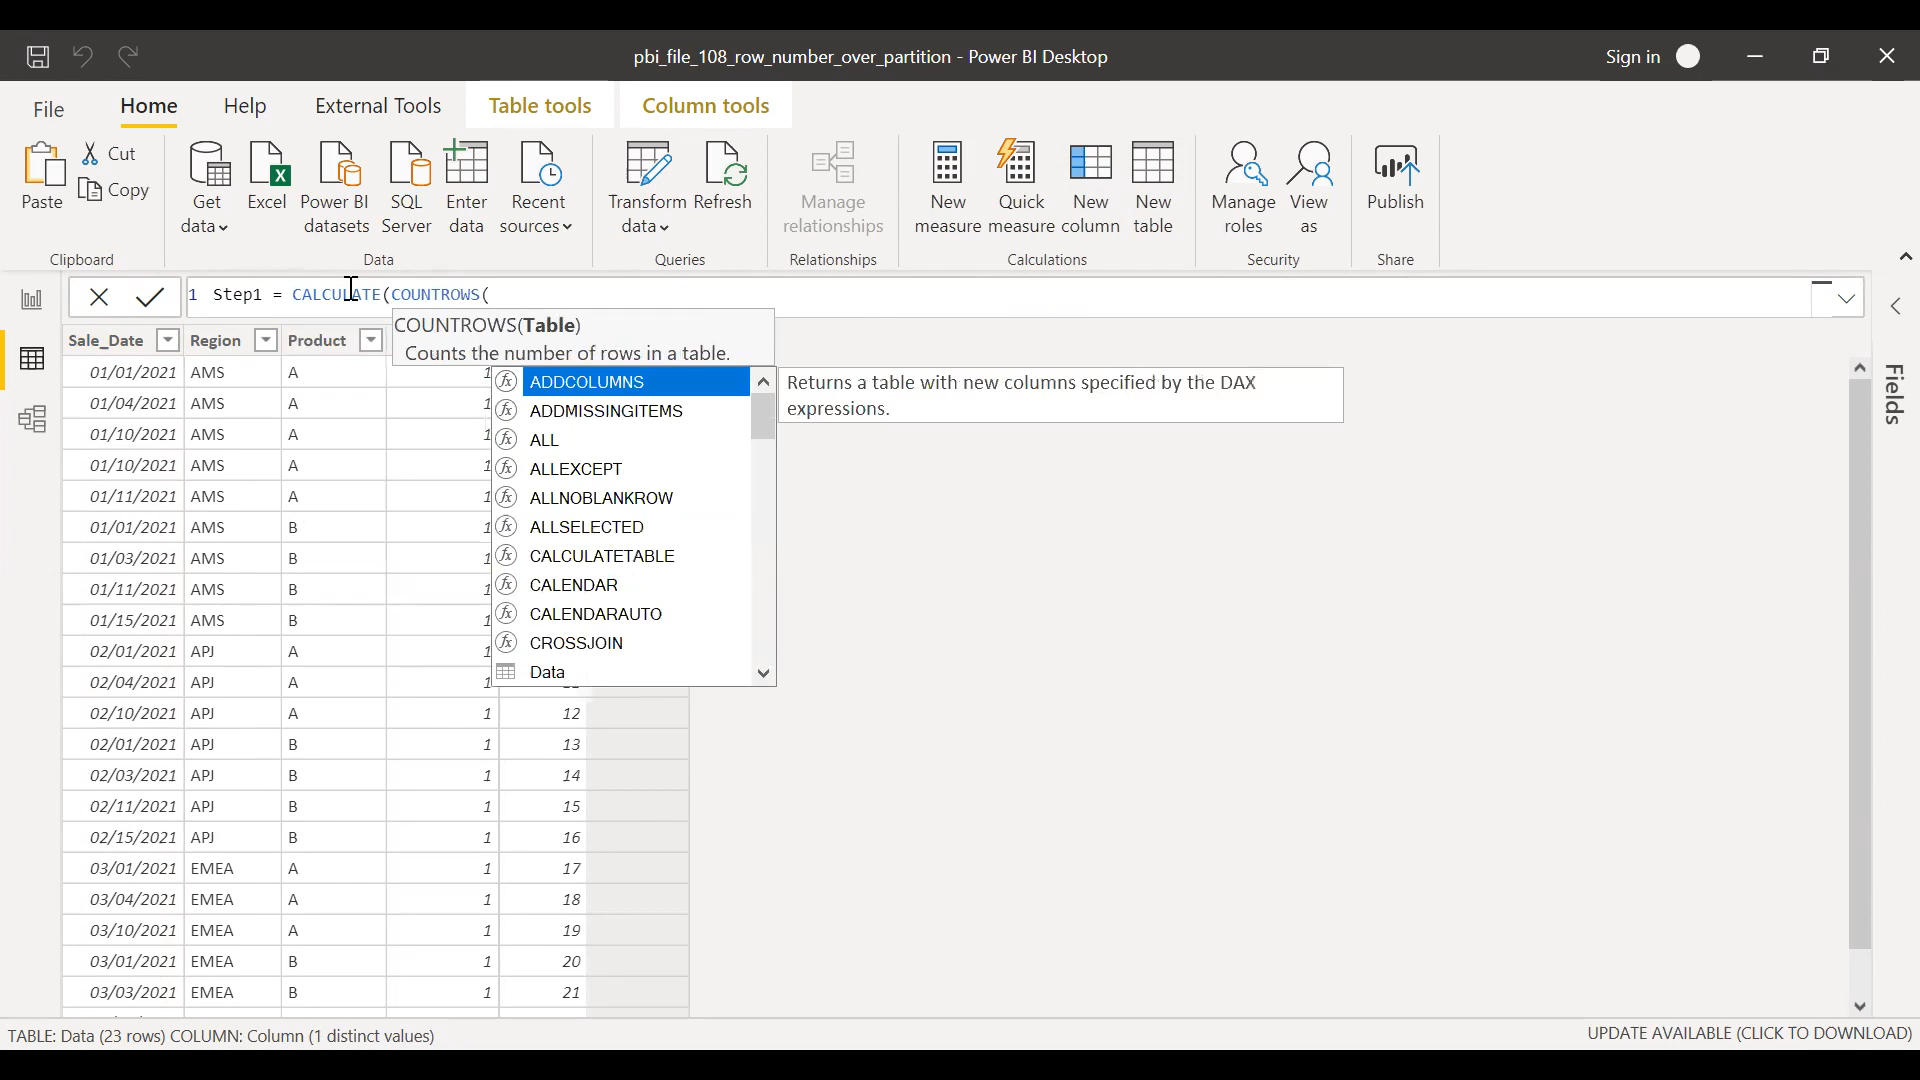 pbi_file_108_row_number_over_partition - Power BI Desktop
Sign in
File Home Help External Tools Table tools Column tools
Paste
Cut
Copy
Clipboard
Get data
Excel
Power BI datasets
SQL Server
Enter data
Recent sources
Data
Transform data
Refresh
Queries
Manage relationships
Relationships
New measure
Quick measure
New column
New table
Calculations
Manage roles
View as
Security
Publish
Share
1 Step1 = CALCULATE(COUNTROWS(
COUNTROWS(Table)
Counts the number of rows in a table.
ADDCOLUMNS
ADDMISSINGITEMS
ALL
ALLEXCEPT
ALLNOBLANKROW
ALLSELECTED
CALCULATETABLE
CALENDAR
CALENDARAUTO
CROSSJOIN
Data
Returns a table with new columns specified by the DAX
expressions.
Fields
Sale_Date Region Product
01/01/2021 AMS A 1
01/04/2021 AMS A 1
01/10/2021 AMS A 1
01/10/2021 AMS A 1
01/11/2021 AMS A 1
01/01/2021 AMS B 1
01/03/2021 AMS B 1
01/11/2021 AMS B 1
01/15/2021 AMS B 1
02/01/2021 APJ A 1
02/04/2021 APJ A 1
02/10/2021 APJ A 1 12
02/01/2021 APJ B 1 13
02/03/2021 APJ B 1 14
02/11/2021 APJ B 1 15
02/15/2021 APJ B 1 16
03/01/2021 EMEA A 1 17
03/04/2021 EMEA A 1 18
03/10/2021 EMEA A 1 19
03/01/2021 EMEA B 1 20
03/03/2021 EMEA B 1 21
TABLE: Data (23 rows) COLUMN: Column (1 distinct values)
UPDATE AVAILABLE (CLICK TO DOWNLOAD)